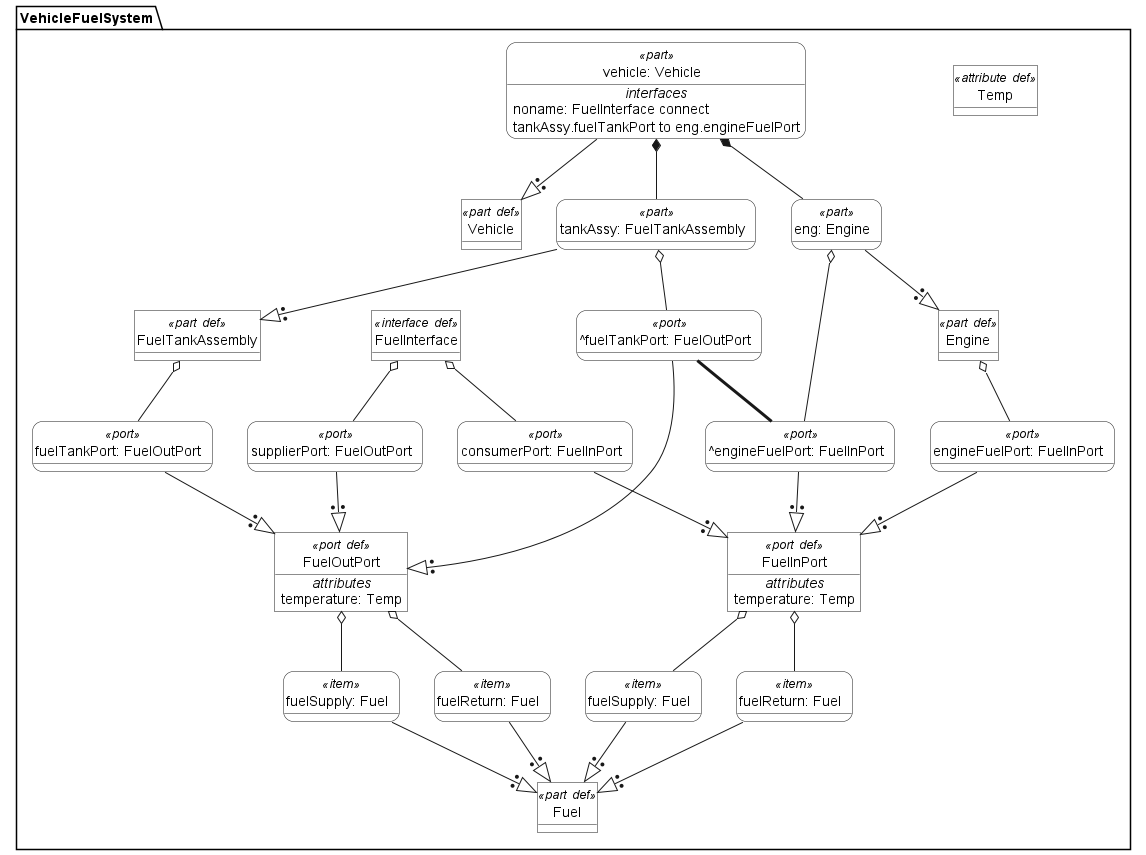 VehicleFuelSystem
«part»
vehicle: Vehicle
interfaces
noname: FuelInterface connect
tankAssy.fuelTankPort to eng.engineFuelPort
«attribute def»
Temp
«part def»
Vehicle
«part»
tankAssy: FuelTankAssembly
«part»
eng: Engine
«part def»
FuelTankAssembly
«interface def»
FuelInterface
«port»
^fuelTankPort: FuelOutPort
«part def»
Engine
«port»
fuelTankPort: FuelOutPort
«port»
supplierPort: FuelOutPort
«port»
consumerPort: FuelInPort
«port»
^engineFuelPort: FuelInPort
«port»
engineFuelPort: FuelInPort
«port def»
FuelOutPort
attributes
temperature: Temp
«port def»
FuelInPort
attributes
temperature: Temp
«item»
fuelSupply: Fuel
«item»
fuelReturn: Fuel
«item»
fuelSupply: Fuel
«item»
fuelReturn: Fuel
«part def»
Fuel